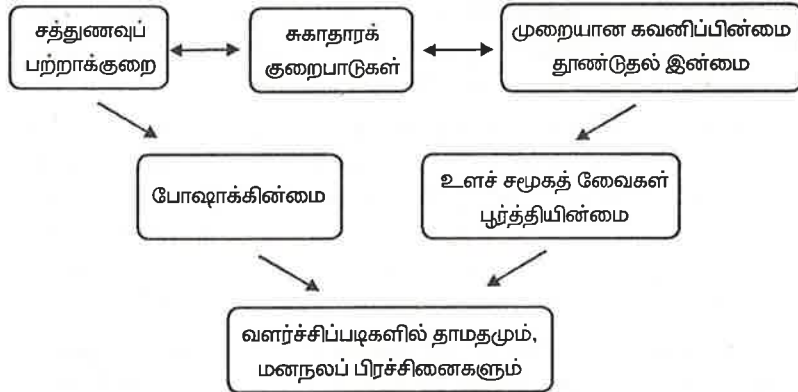 சத்துணவுப்
பற்றாக்குறை
சுகாதாரக்
குறைபாடுகள்
முறையான கவனிப்பின்மை
தூண்டுதல் இன்மை
போஷாக்கின்மை
உளச் சமூகத் வேைகள்
பூர்த்தியின்மை
வளர்ச்சிப்படிகளில் தாமதமும்,
மனநலப் பிரச்சினைகளும்